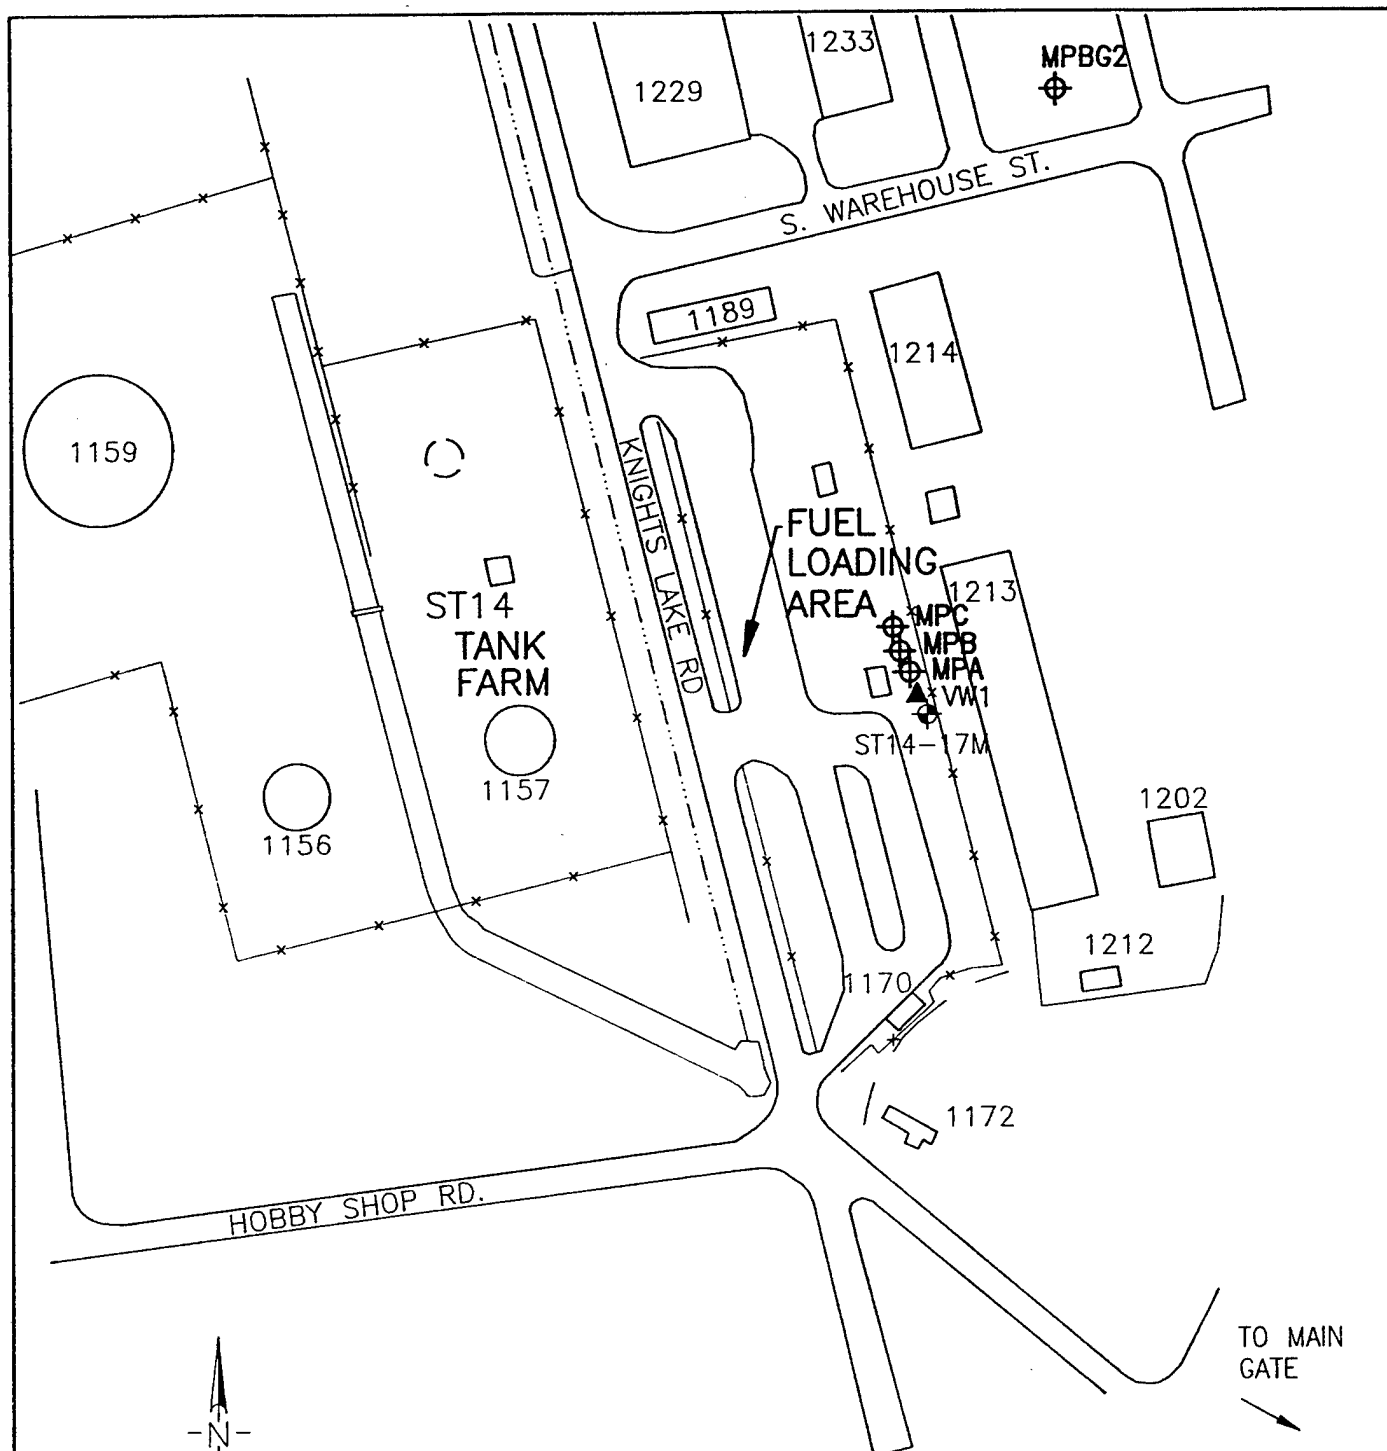 1233
MPBG2
1229
S. WAREHOUSE ST.
1189
1214
1159
KNIGHTS LAKE RD
FUEL
LOADING
AREA
1213
ST14
TANK
FARM
MPC
MPB
MPA
VW1
ST14-17M
1157
1156
1202
1212
1170
1172
HOBBY SHOP RD.
TO MAIN
GATE
-N-